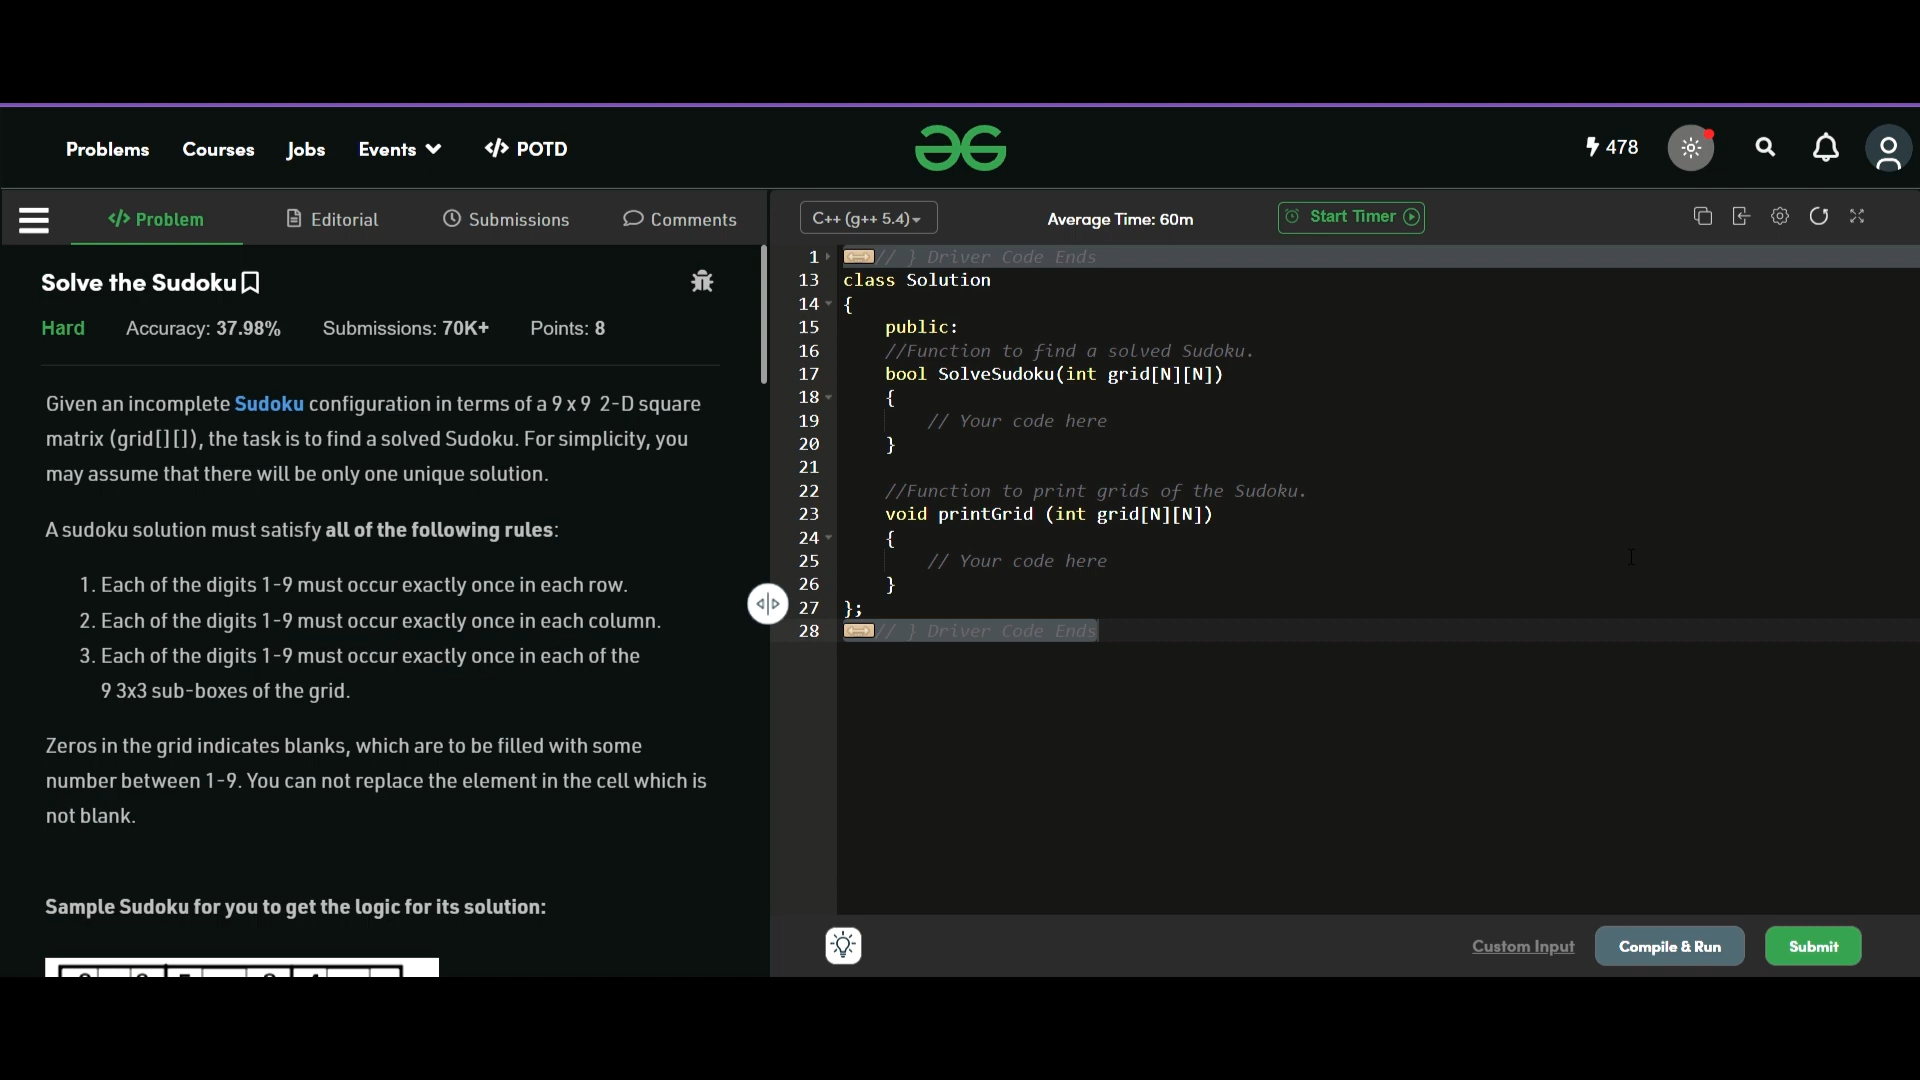 Problems Courses Jobs Events </> POTD
478
</> Problem Editorial Submissions Comments
C++ (g++ 5.4) Average Time: 60m Start Timer
Solve the Sudoku
Hard Accuracy: 37.98% Submissions: 70K+ Points: 8
Given an incomplete Sudoku configuration in terms of a 9 x 9 2-D square
matrix (grid[][]), the task is to find a solved Sudoku. For simplicity, you
may assume that there will be only one unique solution.
A sudoku solution must satisfy all of the following rules:
1. Each of the digits 1-9 must occur exactly once in each row.
2. Each of the digits 1-9 must occur exactly once in each column.
3. Each of the digits 1-9 must occur exactly once in each of the
9 3x3 sub-boxes of the grid.
Zeros in the grid indicates blanks, which are to be filled with some
number between 1-9. You can not replace the element in the cell which is
not blank.
Sample Sudoku for you to get the logic for its solution:
1 // } Driver Code Ends
13 class Solution
14 {
15 public:
16 //Function to find a solved Sudoku.
17 bool SolveSudoku(int grid[N][N])
18 {
19 // Your code here
20 }
21
22 //Function to print grids of the Sudoku.
23 void printGrid (int grid[N][N])
24 {
25 // Your code here
26 }
27 };
28 // } Driver Code Ends
Custom Input Compile & Run Submit